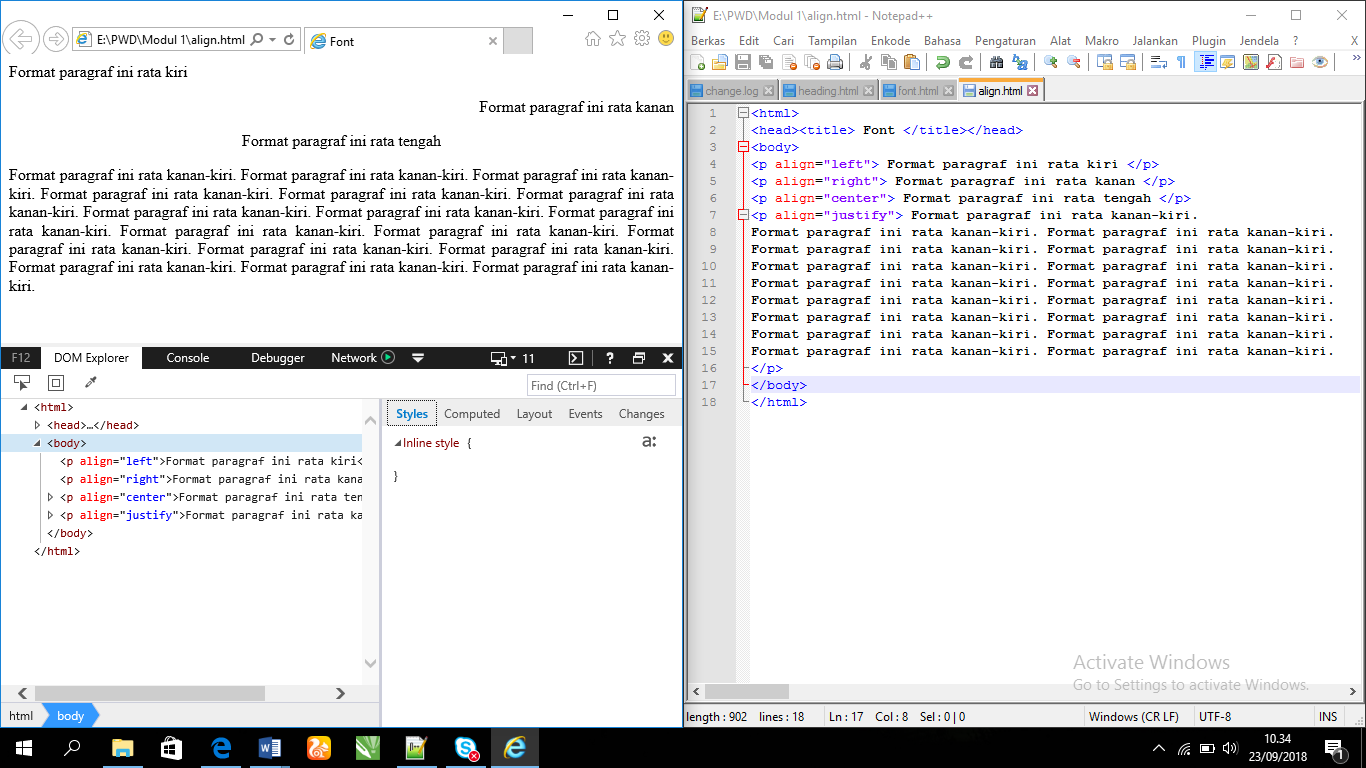 E:\PWD\Modul 1\align.html
Font
Format paragraf ini rata kiri
Format paragraf ini rata kanan
Format paragraf ini rata tengah
Format paragraf ini rata kanan-kiri. Format paragraf ini rata kanan-kiri. Format paragraf ini rata kanan-
kiri. Format paragraf ini rata kanan-kiri. Format paragraf ini rata kanan-kiri. Format paragraf ini rata
kanan-kiri. Format paragraf ini rata kanan-kiri. Format paragraf ini rata kanan-kiri. Format paragraf ini
rata kanan-kiri. Format paragraf ini rata kanan-kiri. Format paragraf ini rata kanan-kiri. Format
paragraf ini rata kanan-kiri. Format paragraf ini rata kanan-kiri. Format paragraf ini rata kanan-kiri.
Format paragraf ini rata kanan-kiri. Format paragraf ini rata kanan-kiri. Format paragraf ini rata kanan-
kiri.
F12 DOM Explorer Console Debugger Network 11 ?
Find (Ctrl+F)
<html>
<head>…</head>
<body>
<p align="left">Format paragraf ini rata kiri<
<p align="right">Format paragraf ini rata kana
<p align="center">Format paragraf ini rata ten
<p align="justify">Format paragraf ini rata ka
</body>
</html>
Styles Computed Layout Events Changes
Inline style {
a:
}
html body
E:\PWD\Modul 1\align.html - Notepad++
Berkas Edit Cari Tampilan Enkode Bahasa Pengaturan Alat Makro Jalankan Plugin Jendela ? X
change.log heading.html font.html align.html
1 <html>
2 <head><title> Font </title></head>
3 <body>
4 <p align="left"> Format paragraf ini rata kiri </p>
5 <p align="right"> Format paragraf ini rata kanan </p>
6 <p align="center"> Format paragraf ini rata tengah </p>
7 <p align="justify"> Format paragraf ini rata kanan-kiri.
8 Format paragraf ini rata kanan-kiri. Format paragraf ini rata kanan-kiri.
9 Format paragraf ini rata kanan-kiri. Format paragraf ini rata kanan-kiri.
10 Format paragraf ini rata kanan-kiri. Format paragraf ini rata kanan-kiri.
11 Format paragraf ini rata kanan-kiri. Format paragraf ini rata kanan-kiri.
12 Format paragraf ini rata kanan-kiri. Format paragraf ini rata kanan-kiri.
13 Format paragraf ini rata kanan-kiri. Format paragraf ini rata kanan-kiri.
14 Format paragraf ini rata kanan-kiri. Format paragraf ini rata kanan-kiri.
15 Format paragraf ini rata kanan-kiri. Format paragraf ini rata kanan-kiri.
16 </p>
17 </body>
18 </html>
Activate Windows
Go to Settings to activate Windows.
length : 902 lines : 18 Ln : 17 Col : 8 Sel : 0 | 0 Windows (CR LF) UTF-8 INS
10.34
23/09/2018
1